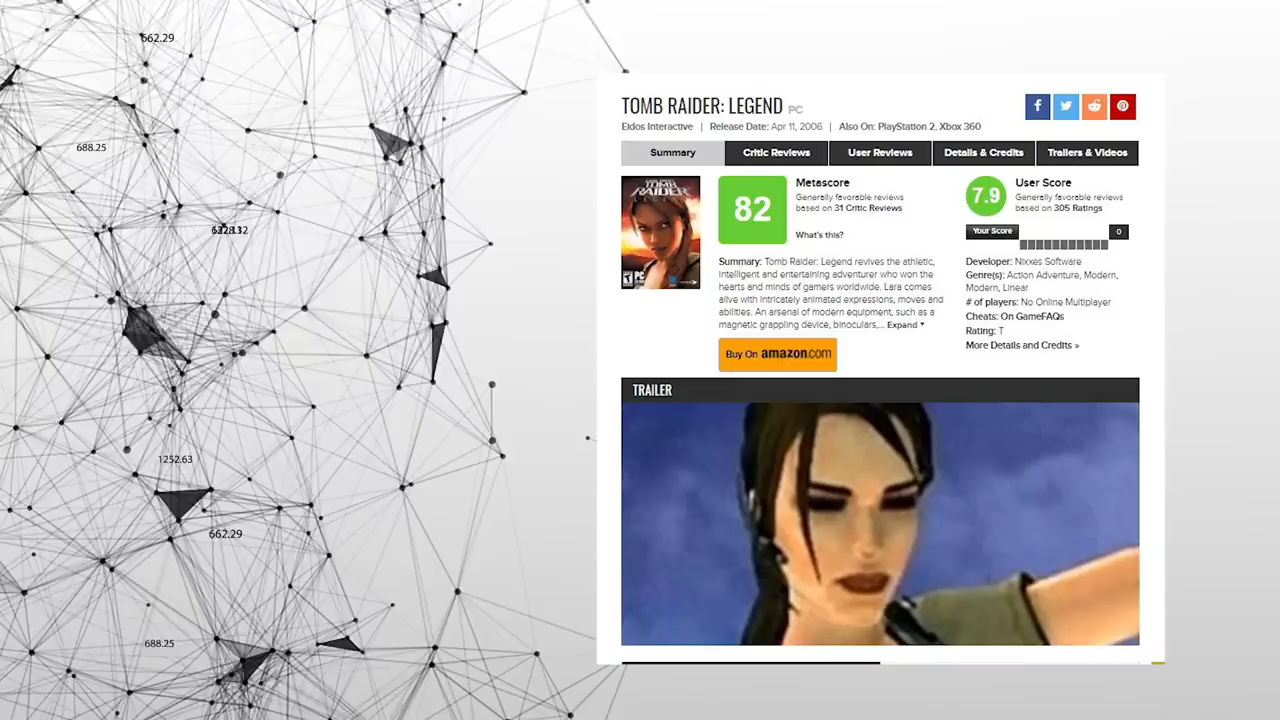 662.29
688.25
1252.63
662.29
688.25
TOMB RAIDER: LEGEND PC
Eidos Interactive | Release Date: Apr 11, 2006 | Also On: PlayStation 2, Xbox 360
Summary Critic Reviews User Reviews Details & Credits Trailers & Videos
TOMB
RAIDER
PC
82
Metascore
Generally favorable reviews
based on 31 Critic Reviews
What's this?
7.9
User Score
Generally favorable reviews
based on 305 Ratings
Your Score 0
Summary: Tomb Raider: Legend revives the athletic,
intelligent and entertaining adventurer who won the
hearts and minds of gamers worldwide. Lara comes
alive with intricately animated expressions, moves and
abilities. An arsenal of modern equipment, such as a
magnetic grappling device, binoculars,... Expand
Buy On amazon.com
Developer: Nixxes Software
Genre(s): Action Adventure, Modern,
Modern, Linear
# of players: No Online Multiplayer
Cheats: On GameFAQs
Rating: T
More Details and Credits »
TRAILER